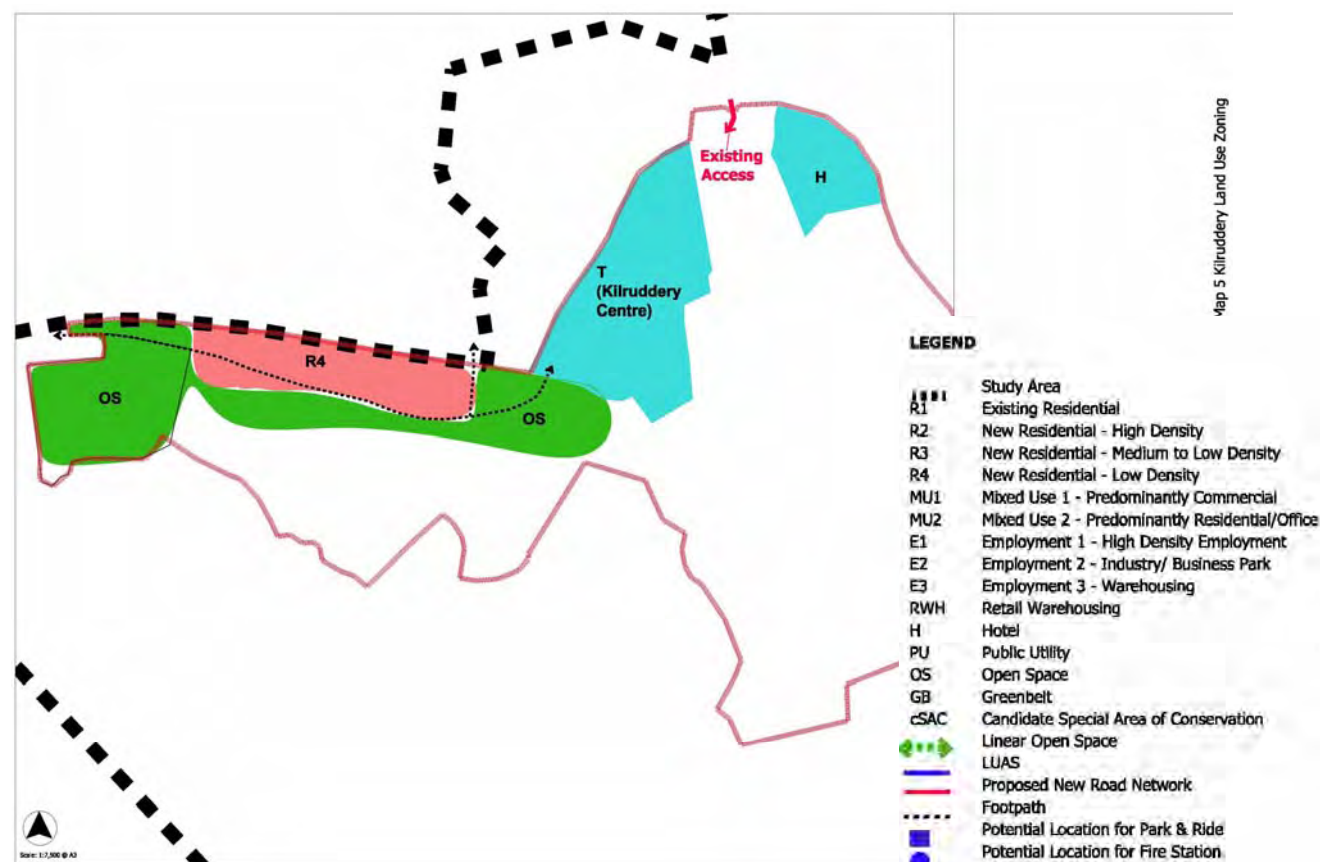 Existing
Access
H
T
(Kilruddery
Centre)
R4
OS
OS
Map 5 Kilruddery Land Use Zoning
LEGEND
Study Area
R1 Existing Residential
R2 New Residential - High Density
R3 New Residential - Medium to Low Density
R4 New Residential - Low Density
MU1 Mixed Use 1 - Predominantly Commercial
MU2 Mixed Use 2 - Predominantly Residential/Office
E1 Employment 1 - High Density Employment
E2 Employment 2 - Industry/ Business Park
E3 Employment 3 - Warehousing
RWH Retail Warehousing
H Hotel
PU Public Utility
OS Open Space
GB Greenbelt
cSAC Candidate Special Area of Conservation
Linear Open Space
LUAS
Proposed New Road Network
Footpath
Potential Location for Park & Ride
Potential Location for Fire Station
Scale: 1:7,500 @ A3